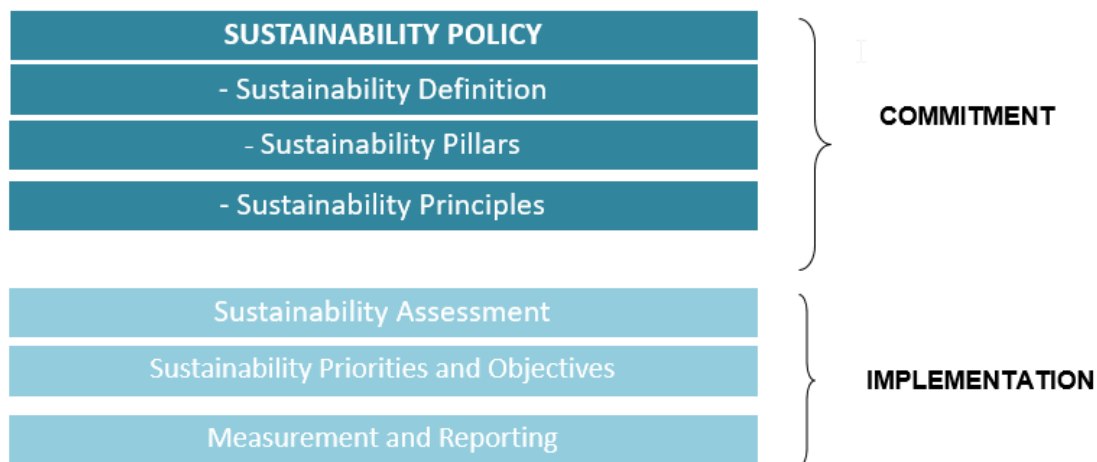 SUSTAINABILITY POLICY
- Sustainability Definition
- Sustainability Pillars
- Sustainability Principles
COMMITMENT
Sustainability Assessment
Sustainability Priorities and Objectives
Measurement and Reporting
IMPLEMENTATION